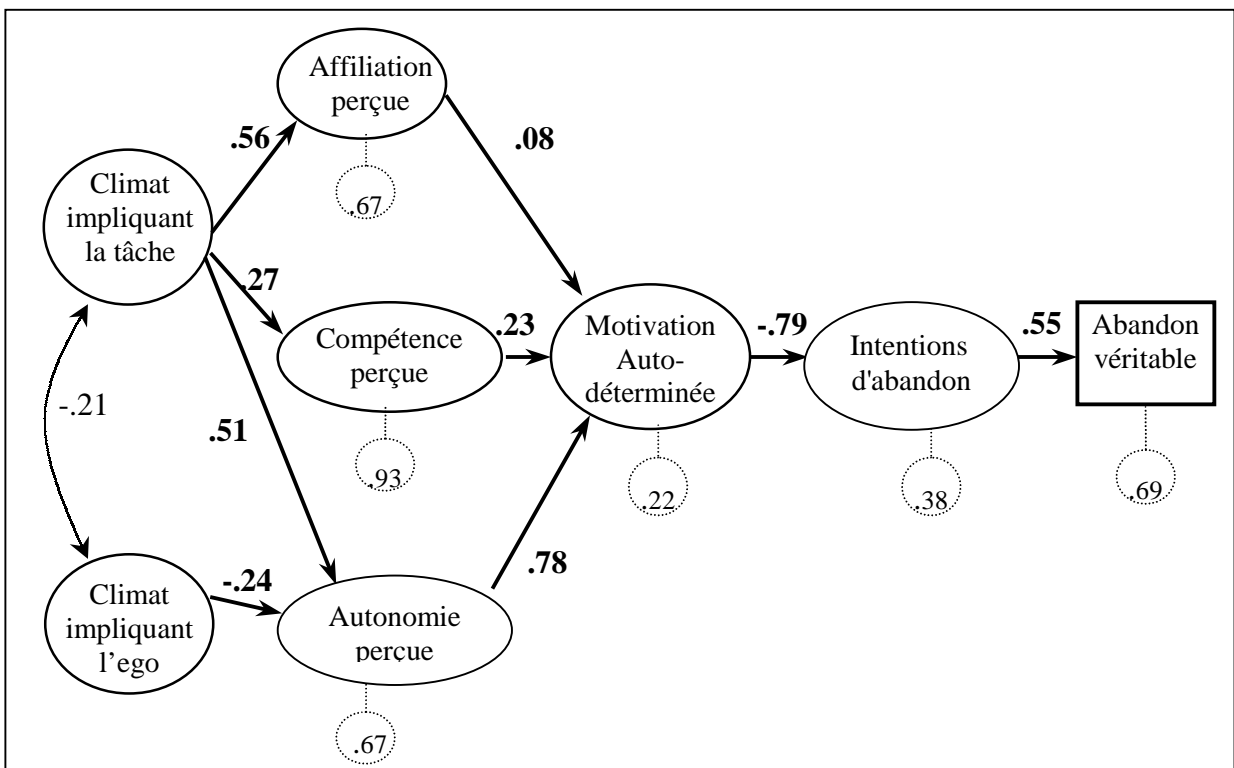 Affiliation
perçue
.56
.08
.67
Climat
impliquant
la tâche
.27
Compétence
perçue
.23
Motivation
Auto-
déterminée
-.79
Intentions
d'abandon
.55
Abandon
véritable
-.21
.51
.93
.22
.38
.69
.78
Climat
impliquant
l’ego
-.24
Autonomie
perçue
.67